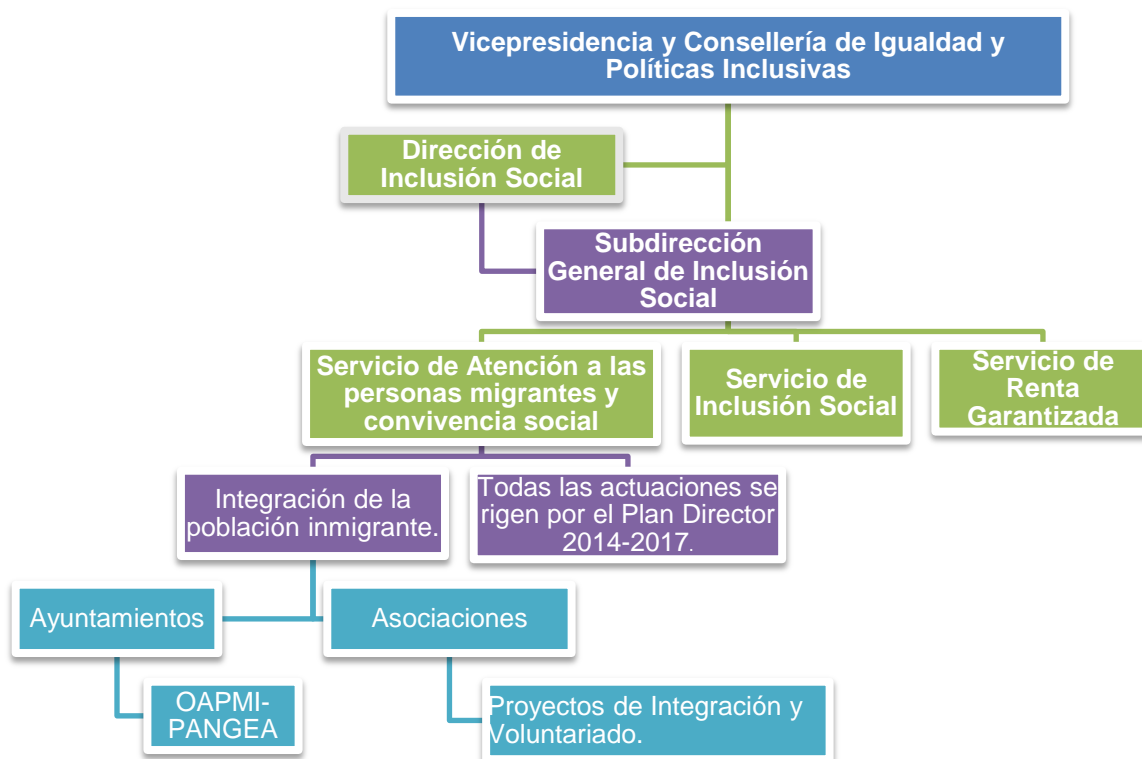 Vicepresidencia y Consellería de Igualdad y
Políticas Inclusivas
Dirección de
Inclusión Social
Subdirección
General de Inclusión
Social
Servicio de Atención a las
personas migrantes y
convivencia social
Servicio de
Inclusión Social
Servicio de
Renta
Garantizada
Integración de la
población inmigrante.
Todas las actuaciones se
rigen por el Plan Director
2014-2017.
Ayuntamientos
Asociaciones
OAPMI-
PANGEA
Proyectos de Integración y
Voluntariado.